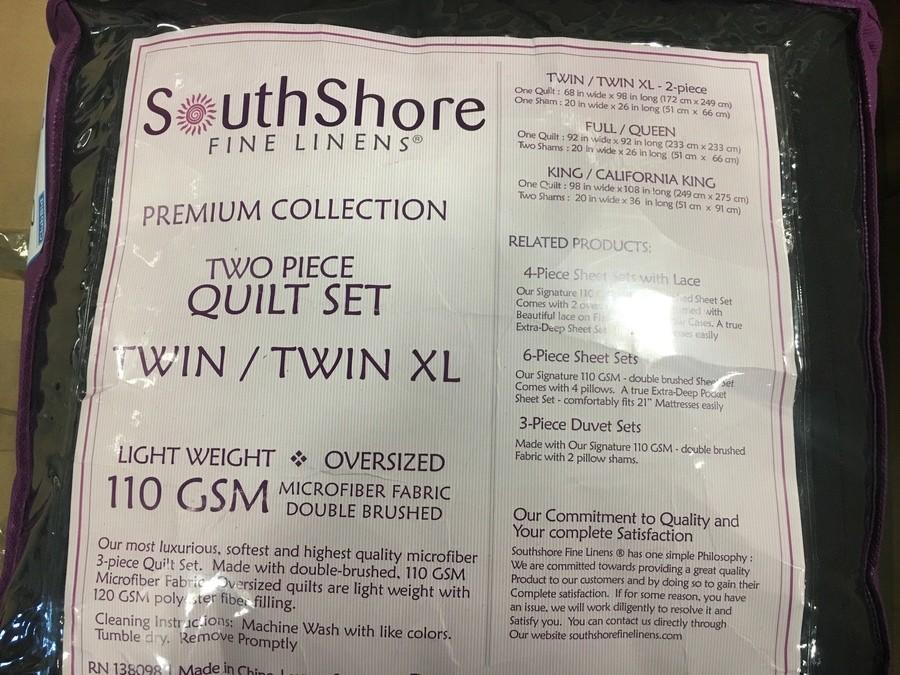 SouthShore
FINE LINENS®
PREMIUM COLLECTION
TWO PIECE
QUILT SET
TWIN / TWIN XL
LIGHT WEIGHT ❖ OVERSIZED
110 GSM MICROFIBER FABRIC
DOUBLE BRUSHED
Our most luxurious, softest and highest quality microfiber
3-piece Quilt Set. Made with double-brushed, 110 GSM
Microfiber Fabric. Oversized quilts are light weight with
120 GSM polyester fiber filling.
Cleaning Instructions: Machine Wash with like colors.
Tumble dry. Remove Promptly
RN 138098 | Made in China
TWIN / TWIN XL - 2-piece
One Quilt : 68 in wide x 98 in long (172 cm x 249 cm)
One Sham : 20 in wide x 26 in long (51 cm x 66 cm)
FULL / QUEEN
One Quilt : 92 in wide x 92 in long (233 cm x 233 cm)
Two Shams : 20 in wide x 26 in long (51 cm x 66 cm)
KING / CALIFORNIA KING
One Quilt : 98 in wide x 108 in long (249 cm x 275 cm)
Two Shams : 20 in wide x 36 in long (51 cm x 91 cm)
RELATED PRODUCTS:
4-Piece Sheet Sets with Lace
Our Signature 110 Sheet Set
Comes with 2 with
Beautiful lace on Cases. A true
Extra-Deep Sheet Set easily
6-Piece Sheet Sets
Our Signature 110 GSM - double brushed Sheet Set
Comes with 4 pillows. A true Extra-Deep Pocket
Sheet Set - comfortably fits 21" Mattresses easily
3-Piece Duvet Sets
Made with Our Signature 110 GSM - double brushed
Fabric with 2 pillow shams.
Our Commitment to Quality and
Your complete Satisfaction
Southshore Fine Linens ® has one simple Philosophy :
We are committed towards providing a great quality
Product to our customers and by doing so to gain their
Complete satisfaction. If for some reason, you have
an issue, we will work diligently to resolve it and
Satisfy you. You can contact us directly through
Our website southshorefinelinens.com